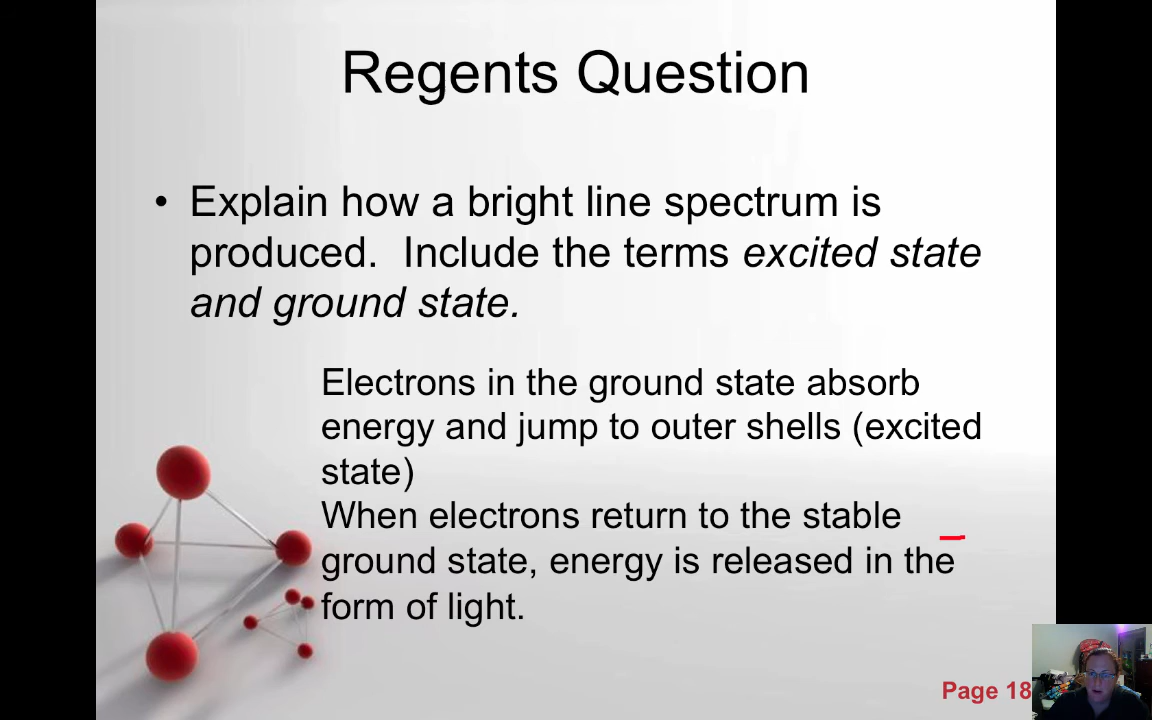 Regents Question
• Explain how a bright line spectrum is
produced.  Include the terms excited state
and ground state.
Electrons in the ground state absorb
energy and jump to outer shells (excited
state)
When electrons return to the stable
ground state, energy is released in the
form of light.
Page 18